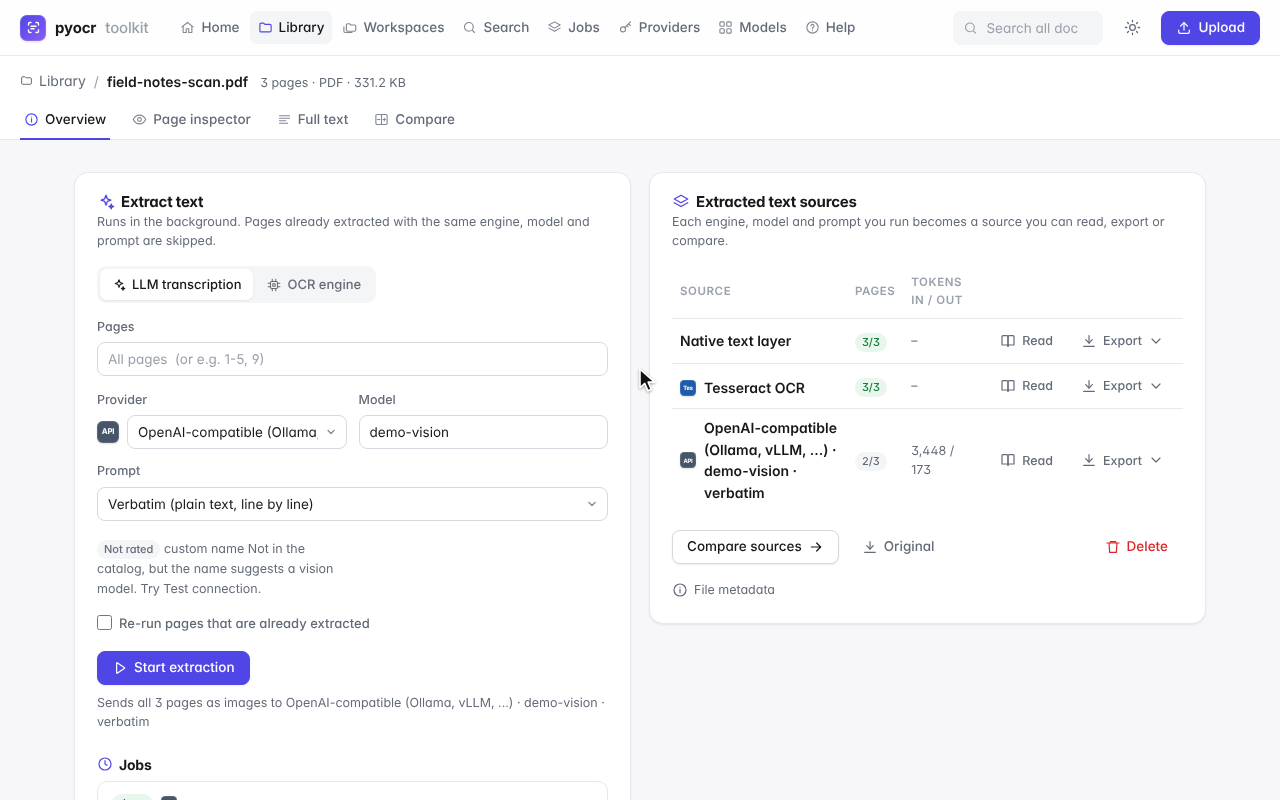 pyocr toolkit Home Library Workspaces Search Jobs Providers Models Help Search all doc Upload
Library / field-notes-scan.pdf 3 pages · PDF · 331.2 KB
Overview Page inspector Full text Compare
Extract text
Runs in the background. Pages already extracted with the same engine, model and
prompt are skipped.
LLM transcription OCR engine
Pages
All pages (or e.g. 1-5, 9)
Provider Model
API OpenAI-compatible (Ollama, demo-vision
Prompt
Verbatim (plain text, line by line)
Not rated custom name Not in the
catalog, but the name suggests a vision
model. Try Test connection.
Re-run pages that are already extracted
Start extraction
Sends all 3 pages as images to OpenAI-compatible (Ollama, vLLM, ...) · demo-vision ·
verbatim
Jobs
Extracted text sources
Each engine, model and prompt you run becomes a source you can read, export or
compare.
SOURCE PAGES TOKENS
IN / OUT
Native text layer 3/3 – Read Export
Tes Tesseract OCR 3/3 – Read Export
OpenAI-compatible
(Ollama, vLLM, ...) ·
demo-vision ·
verbatim
API 2/3 3,448 /
173 Read Export
Compare sources → Original Delete
File metadata